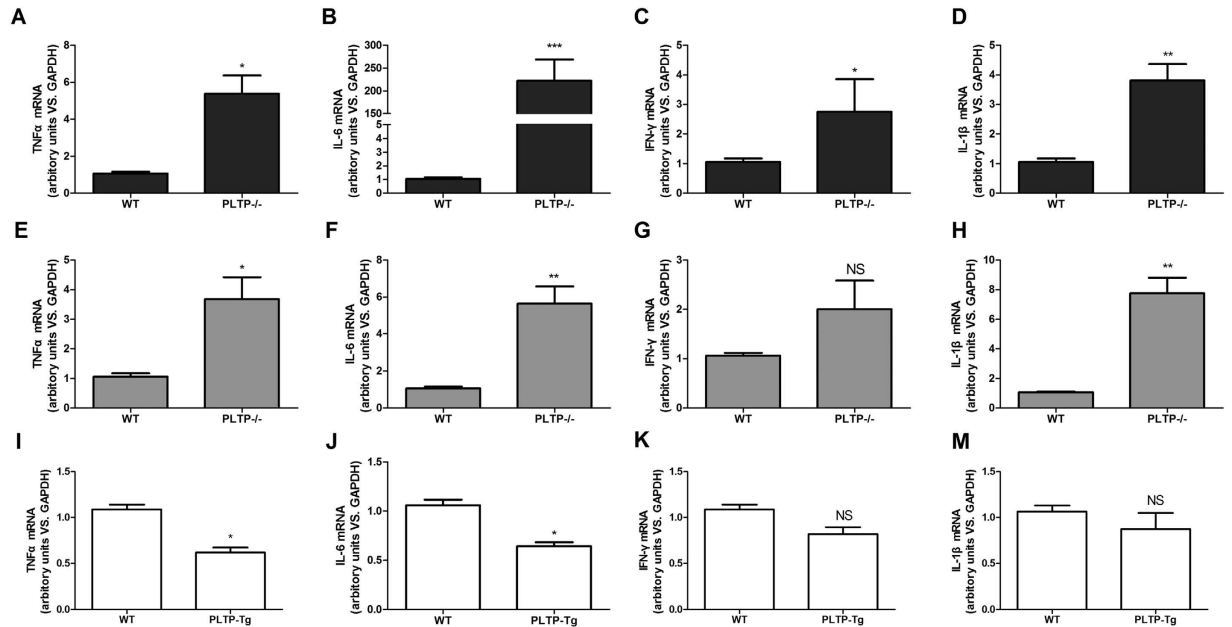 A
TNFα mRNA
(arbitory units VS. GAPDH)
8
6
4
2
0
*
WT
PLTP-/-
B
IL-6 mRNA
(arbitory units VS. GAPDH)
300
250
200
150
100
5
4
3
2
1
0
***
WT
PLTP-/-
C
IFN-γ mRNA
(arbitory units VS. GAPDH)
5
4
3
2
1
0
*
WT
PLTP-/-
D
IL-1β mRNA
(arbitory units VS. GAPDH)
5
4
3
2
1
0
**
WT
PLTP-/-
E
TNFα mRNA
(arbitory units VS. GAPDH)
5
4
3
2
1
0
*
WT
PLTP-/-
F
IL-6 mRNA
(arbitory units VS. GAPDH)
8
6
4
2
0
**
WT
PLTP-/-
G
IFN-γ mRNA
(arbitory units VS. GAPDH)
3
2
1
0
NS
WT
PLTP-/-
H
IL-1β mRNA
(arbitory units VS. GAPDH)
10
8
6
4
2
0
**
WT
PLTP-/-
I
TNFα mRNA
(arbitory units VS. GAPDH)
1.5
1.0
0.5
0.0
*
WT
PLTP-Tg
J
IL-6 mRNA
(arbitory units VS. GAPDH)
1.5
1.0
0.5
0.0
*
WT
PLTP-Tg
K
IFN-γ mRNA
(arbitory units VS. GAPDH)
1.5
1.0
0.5
0.0
NS
WT
PLTP-Tg
M
IL-1β mRNA
(arbitory units VS. GAPDH)
1.5
1.0
0.5
0.0
NS
WT
PLTP-Tg